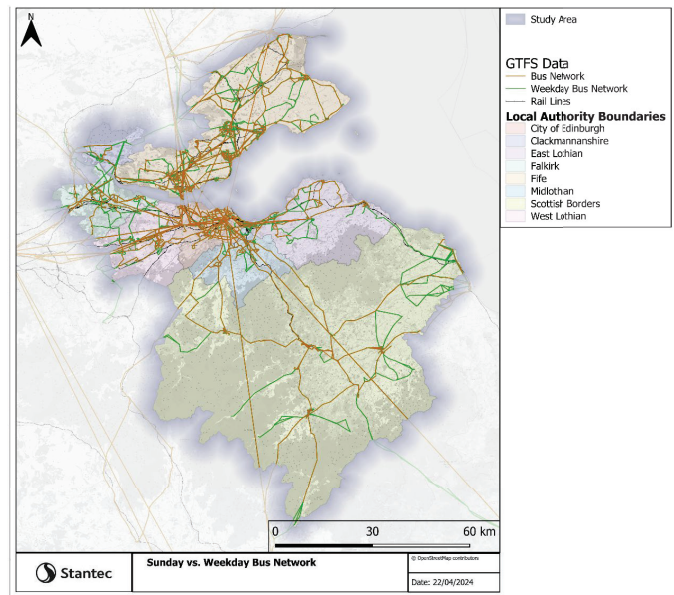 N
Study Area
GTFS Data
Bus Network
Weekday Bus Network
Rail Lines
Local Authority Boundaries
City of Edinburgh
Clackmannanshire
East Lothian
Falkirk
Fife
Midlothan
Scottish Borders
West Lothian
0 30 60 km
Stantec
Sunday vs. Weekday Bus Network
© OpenStreetMap contributors
Date: 22/04/2024